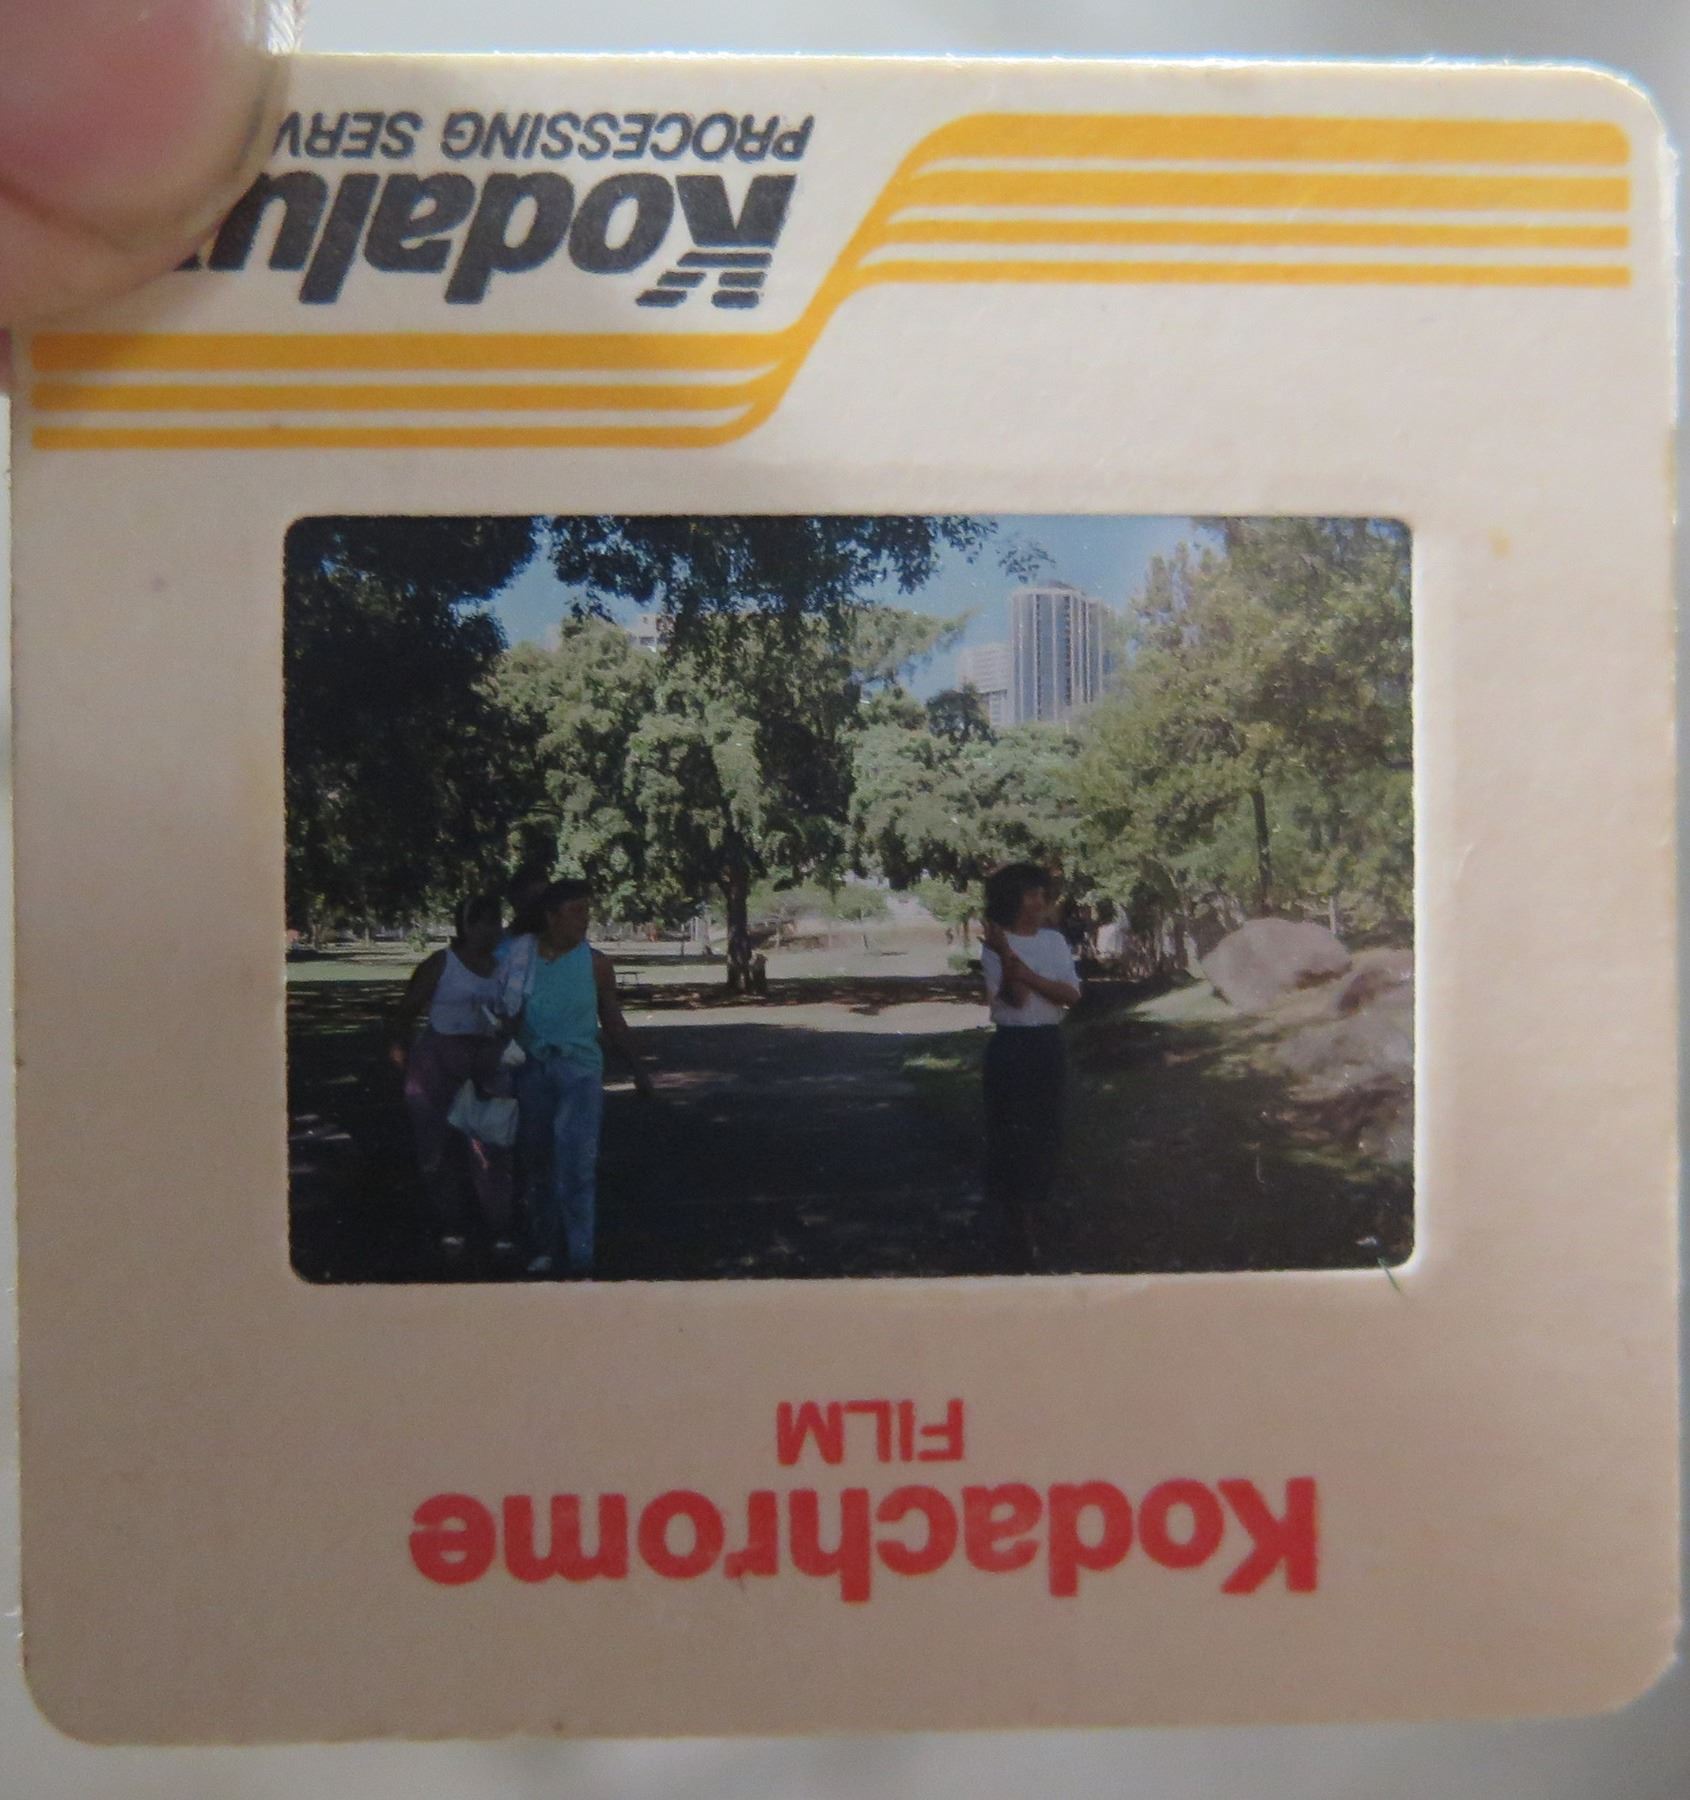 Kodachrome
FILM
Kodalu
PROCESSING SERV